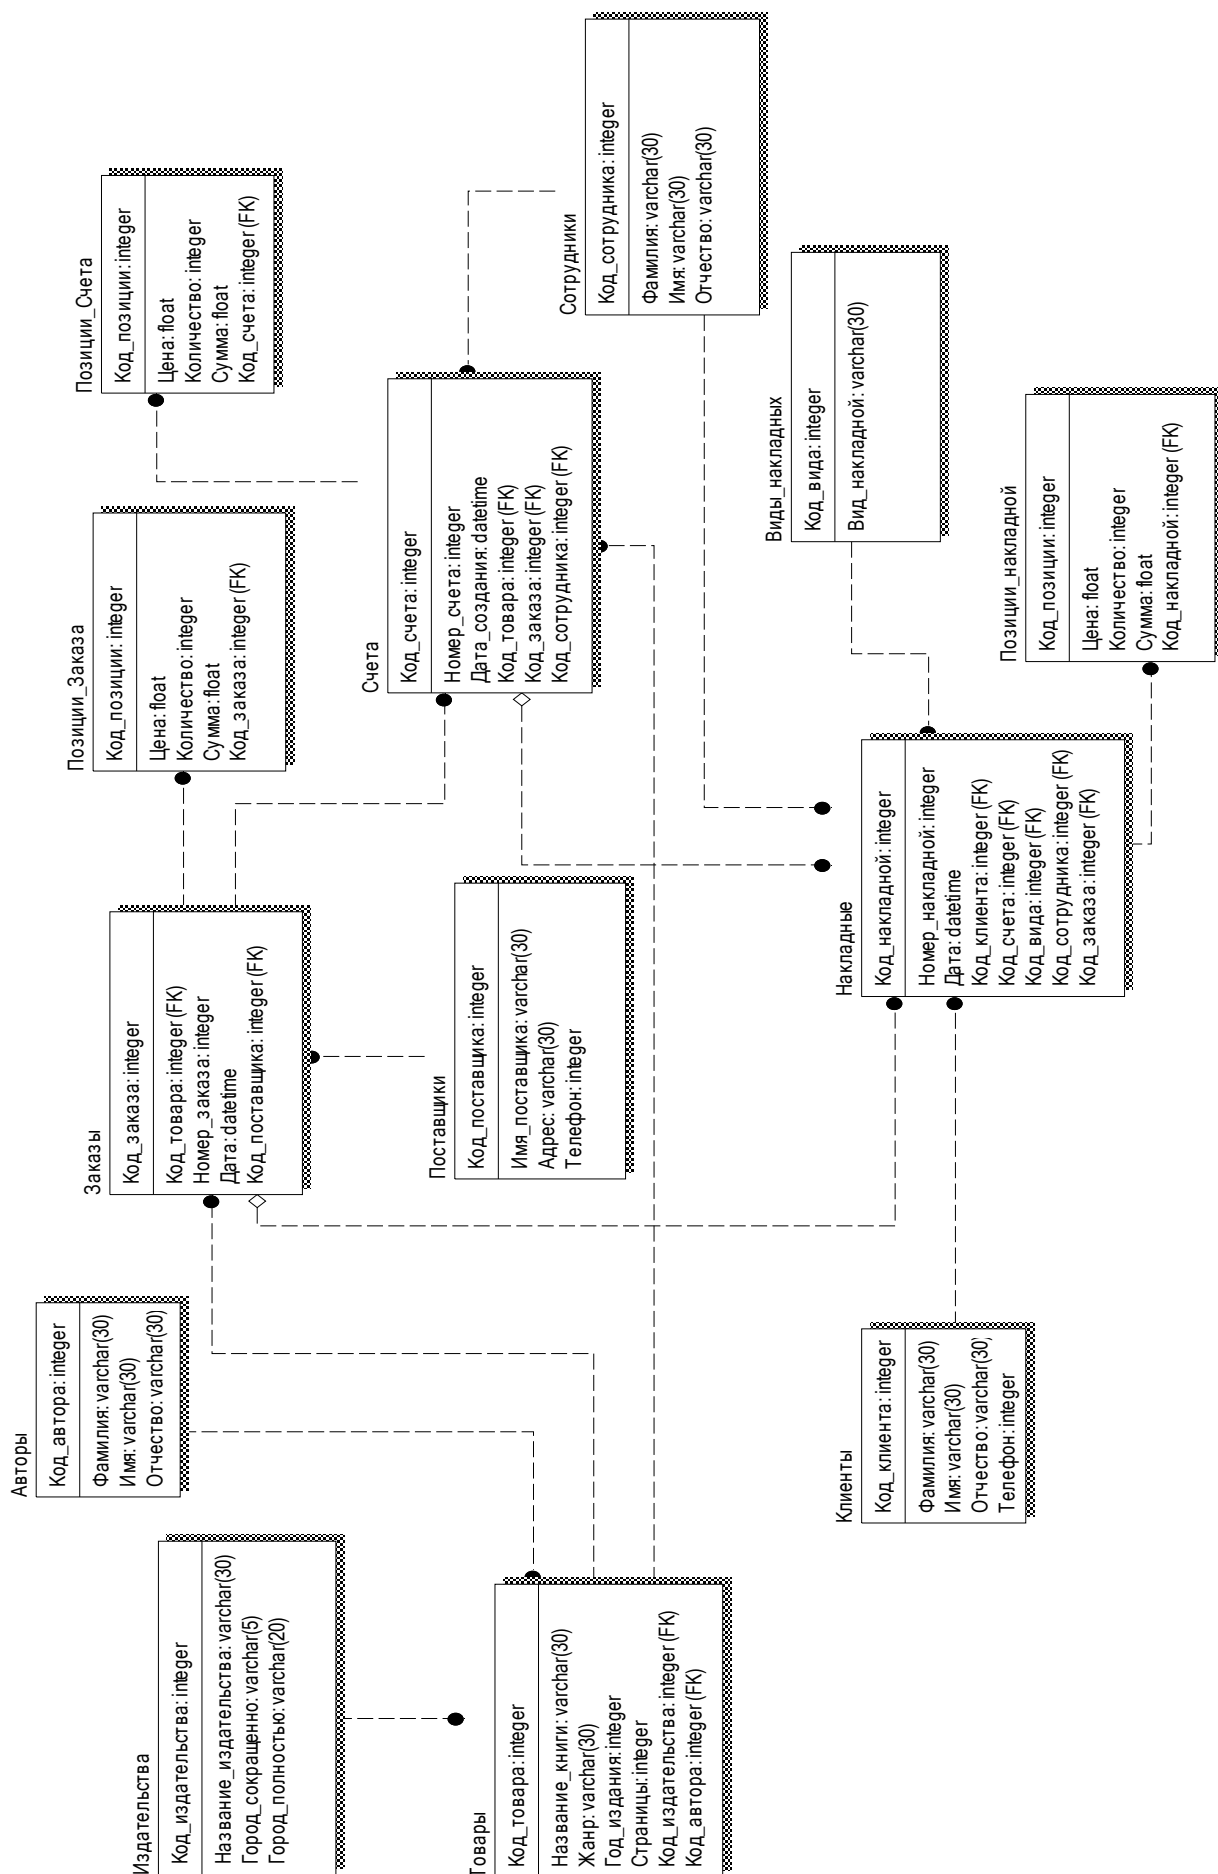 Издательства
Код_издательства: integer
Название_издательства: varchar(30)
Город_сокращенно: varchar(5)
Город_полностью: varchar(20)
Товары
Код_товара: integer
Название_книги: varchar(30)
Жанр: varchar(30)
Год_издания: integer
Страницы: integer
Код_издательства: integer (FK)
Код_автора: integer (FK)
Авторы
Код_автора: integer
Фамилия: varchar(30)
Имя: varchar(30)
Отчество: varchar(30)
Клиенты
Код_клиента: integer
Фамилия: varchar(30)
Имя: varchar(30)
Отчество: varchar(30)
Телефон: integer
Заказы
Код_заказа: integer
Код_товара: integer (FK)
Номер_заказа: integer
Дата: datetime
Код_поставщика: integer (FK)
Поставщики
Код_поставщика: integer
Имя_поставщика: varchar(30)
Адрес: varchar(30)
Телефон: integer
Накладные
Код_накладной: integer
Номер_накладной: integer
Дата: datetime
Код_клиента: integer (FK)
Код_счета: integer (FK)
Код_вида: integer (FK)
Код_сотрудника: integer (FK)
Код_заказа: integer (FK)
Позиции_Заказа
Код_позиции: integer
Цена: float
Количество: integer
Сумма: float
Код_заказа: integer (FK)
Счета
Код_счета: integer
Номер_счета: integer
Дата_создания: datetime
Код_товара: integer (FK)
Код_заказа: integer (FK)
Код_сотрудника: integer (FK)
Позиции_накладной
Код_позиции: integer
Цена: float
Количество: integer
Сумма: float
Код_накладной: integer (FK)
Виды_накладных
Код_вида: integer
Вид_накладной: varchar(30)
Позиции_Счета
Код_позиции: integer
Цена: float
Количество: integer
Сумма: float
Код_счета: integer (FK)
Сотрудники
Код_сотрудника: integer
Фамилия: varchar(30)
Имя: varchar(30)
Отчество: varchar(30)